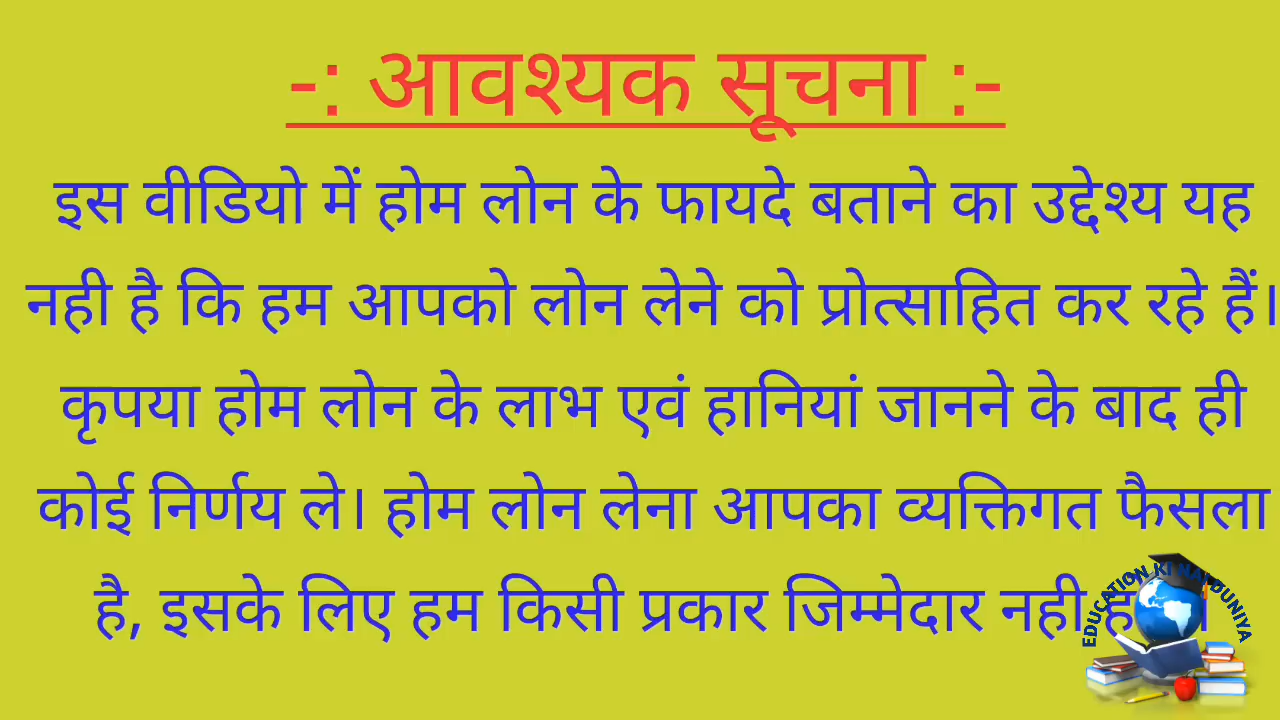 -: आवश्यक सूचना :-
इस वीडियो में होम लोन के फायदे बताने का उद्देश्य यह
नही है कि हम आपको लोन लेने को प्रोत्साहित कर रहे हैं।
कृपया होम लोन के लाभ एवं हानियां जानने के बाद ही
कोई निर्णय ले। होम लोन लेना आपका व्यक्तिगत फैसला
है, इसके लिए हम किसी प्रकार जिम्मेदार नही
EDUCATION KI NAI DUNIYA